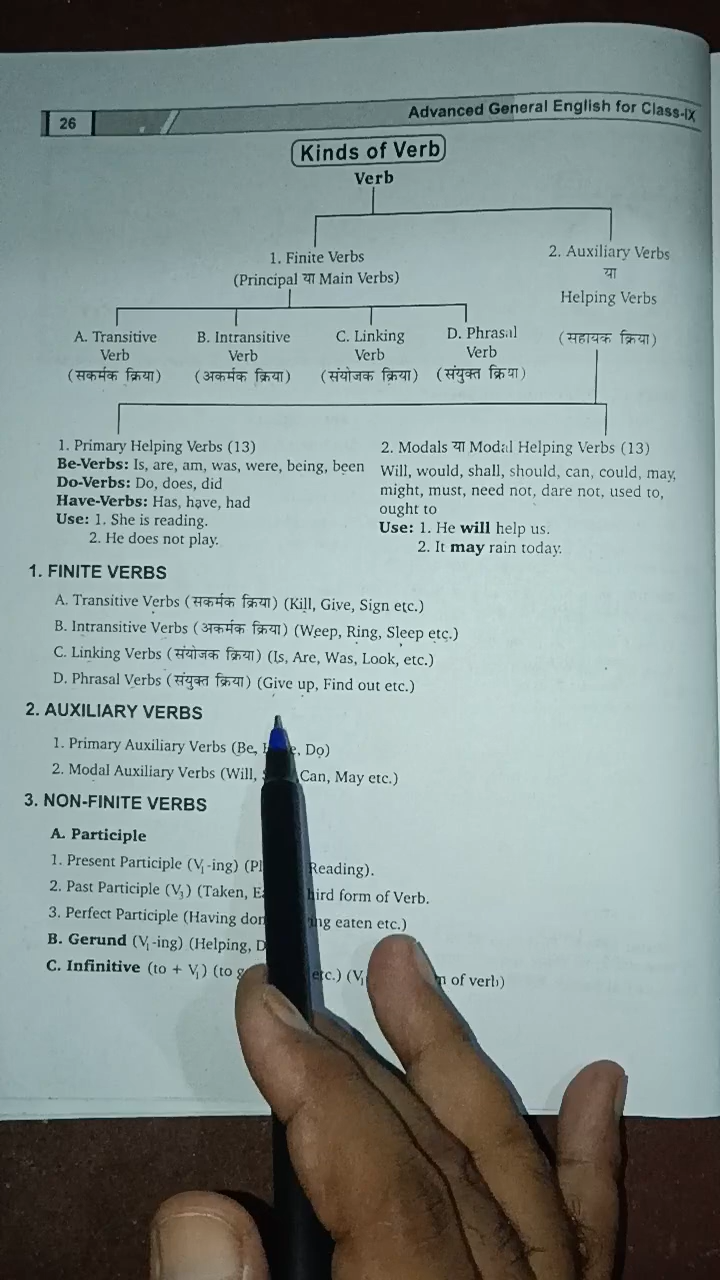 26
Advanced General English for Class-IX
Kinds of Verb
Verb
1. Finite Verbs
(Principal या Main Verbs)
2. Auxiliary Verbs
या
Helping Verbs
(सहायक क्रिया)
A. Transitive
Verb
(सकर्मक क्रिया)
B. Intransitive
Verb
(अकर्मक क्रिया)
C. Linking
Verb
(संयोजक क्रिया)
D. Phrasal
Verb
(संयुक्त क्रिया)
1. Primary Helping Verbs (13)
Be-Verbs: Is, are, am, was, were, being, been
Do-Verbs: Do, does, did
Have-Verbs: Has, have, had
Use: 1. She is reading.
2. He does not play.
2. Modals या Modal Helping Verbs (13)
Will, would, shall, should, can, could, may,
might, must, need not, dare not, used to,
ought to
Use: 1. He will help us.
2. It may rain today.
1. FINITE VERBS
A. Transitive Verbs (सकर्मक क्रिया) (Kill, Give, Sign etc.)
B. Intransitive Verbs (अकर्मक क्रिया) (Weep, Ring, Sleep etc.)
C. Linking Verbs (संयोजक क्रिया) (Is, Are, Was, Look, etc.)
D. Phrasal Verbs (संयुक्त क्रिया) (Give up, Find out etc.)
2. AUXILIARY VERBS
1. Primary Auxiliary Verbs (Be, Do)
2. Modal Auxiliary Verbs (Will, Can, May etc.)
3. NON-FINITE VERBS
A. Participle
1. Present Participle (V₁-ing) Reading).
2. Past Participle (V₃) (Taken, form of Verb.
3. Perfect Participle (Having eaten etc.)
B. Gerund (V₁-ing) (Helping,
C. Infinitive (to + V₁) (to etc.) (V₁ of verb)